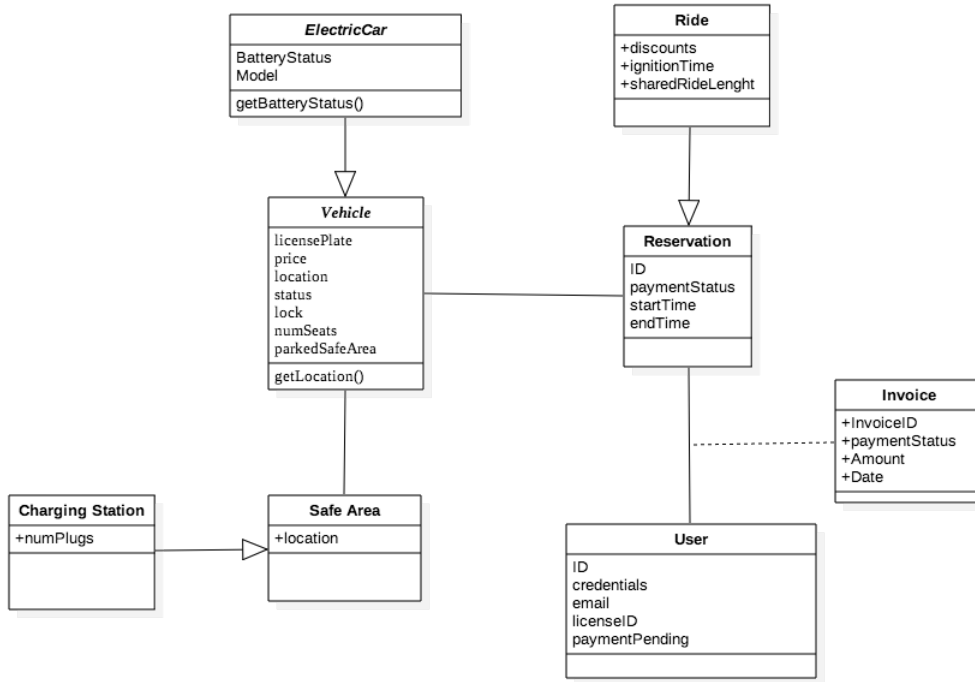 ElectricCar
BatteryStatus
Model
getBatteryStatus()
Ride
+discounts
+ignitionTime
+sharedRideLenght
Vehicle
licensePlate
price
location
status
lock
numSeats
parkedSafeArea
getLocation()
Reservation
ID
paymentStatus
startTime
endTime
Invoice
+InvoiceID
+paymentStatus
+Amount
+Date
Charging Station
+numPlugs
Safe Area
+location
User
ID
credentials
email
licenseID
paymentPending